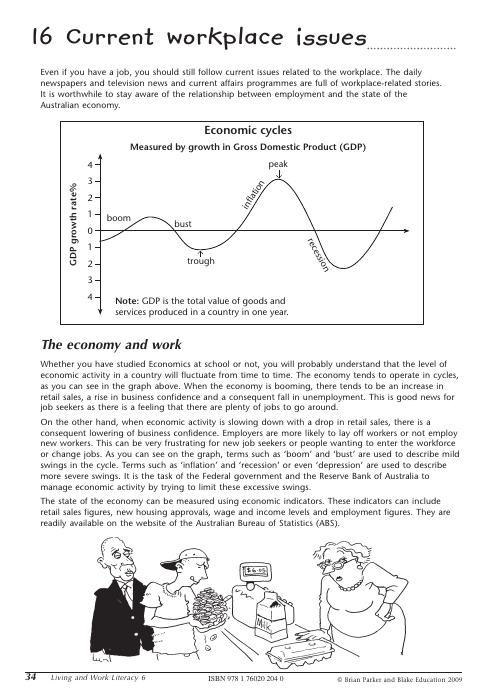 16 Current workplace issues
Even if you have a job, you should still follow current issues related to the workplace. The daily
newspapers and television news and current affairs programmes are full of workplace-related stories.
It is worthwhile to stay aware of the relationship between employment and the state of the
Australian economy.
Economic cycles
Measured by growth in Gross Domestic Product (GDP)
GDP growth rate%
4
3
2
1
0
1
2
3
4
boom
bust
trough
inflation
peak
recession
Note: GDP is the total value of goods and
services produced in a country in one year.
The economy and work
Whether you have studied Economics at school or not, you will probably understand that the level of
economic activity in a country will fluctuate from time to time. The economy tends to operate in cycles,
as you can see in the graph above. When the economy is booming, there tends to be an increase in
retail sales, a rise in business confidence and a consequent fall in unemployment. This is good news for
job seekers as there is a feeling that there are plenty of jobs to go around.
On the other hand, when economic activity is slowing down with a drop in retail sales, there is a
consequent lowering of business confidence. Employers are more likely to lay off workers or not employ
new workers. This can be very frustrating for new job seekers or people wanting to enter the workforce
or change jobs. As you can see on the graph, terms such as 'boom' and 'bust' are used to describe mild
swings in the cycle. Terms such as 'inflation' and 'recession' or even 'depression' are used to describe
more severe swings. It is the task of the Federal government and the Reserve Bank of Australia to
manage economic activity by trying to limit these excessive swings.
The state of the economy can be measured using economic indicators. These indicators can include
retail sales figures, new housing approvals, wage and income levels and employment figures. They are
readily available on the website of the Australian Bureau of Statistics (ABS).
MILK
34 Living and Work Literacy 6
ISBN 978 1 76020 204 0
© Brian Parker and Blake Education 2009